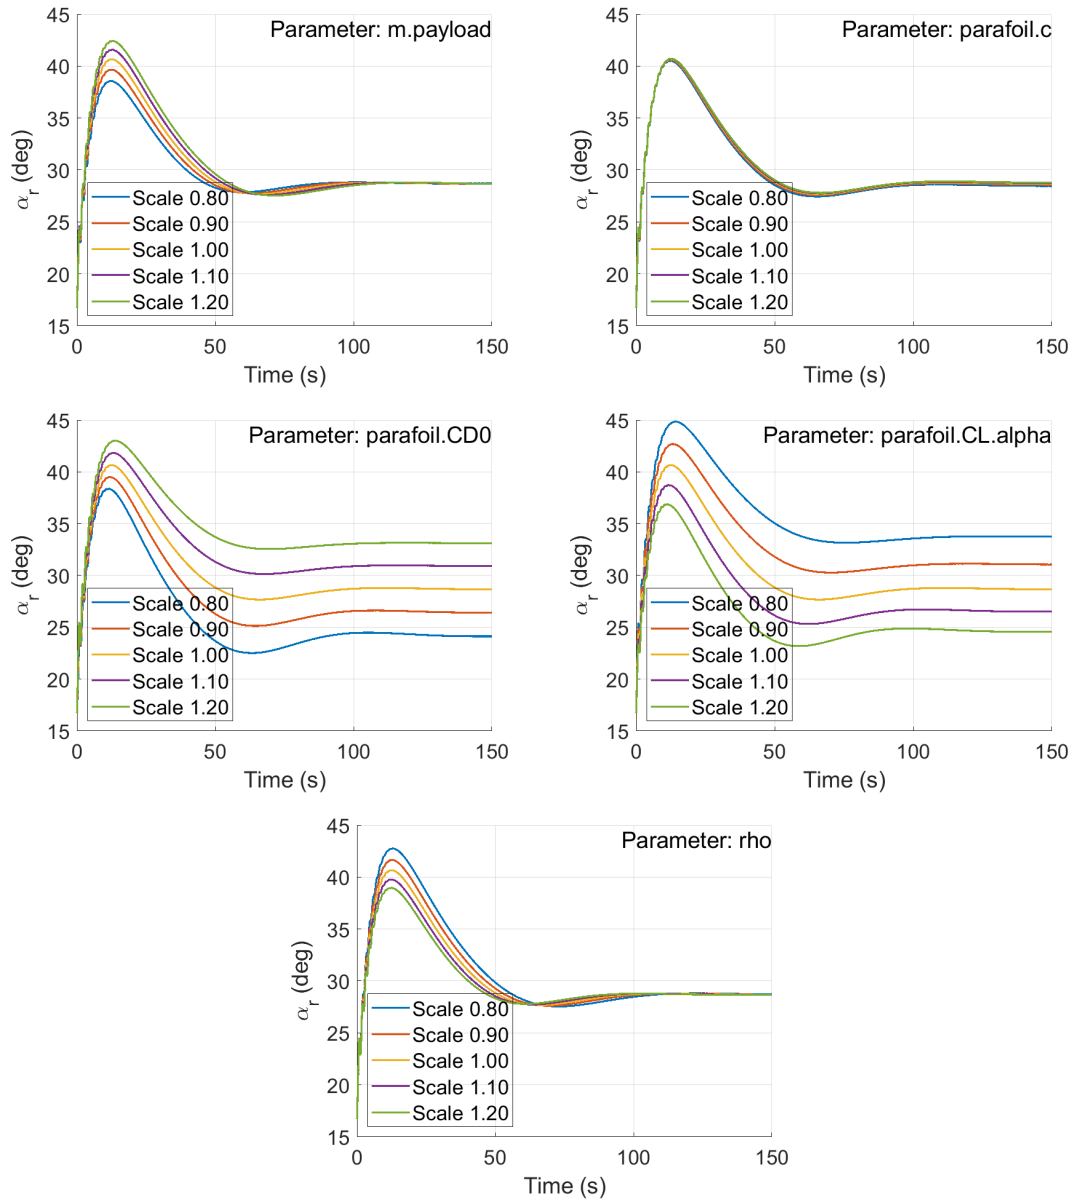 Parameter: m.payload
45
40
35
30
25
20
15
α_r (deg)
Scale 0.80
Scale 0.90
Scale 1.00
Scale 1.10
Scale 1.20
0 50 100 150
Time (s)
Parameter: parafoil.c
45
40
35
30
25
20
15
α_r (deg)
Scale 0.80
Scale 0.90
Scale 1.00
Scale 1.10
Scale 1.20
0 50 100 150
Time (s)
Parameter: parafoil.CD0
45
40
35
30
25
20
15
α_r (deg)
Scale 0.80
Scale 0.90
Scale 1.00
Scale 1.10
Scale 1.20
0 50 100 150
Time (s)
Parameter: parafoil.CL.alpha
45
40
35
30
25
20
15
α_r (deg)
Scale 0.80
Scale 0.90
Scale 1.00
Scale 1.10
Scale 1.20
0 50 100 150
Time (s)
Parameter: rho
45
40
35
30
25
20
15
α_r (deg)
Scale 0.80
Scale 0.90
Scale 1.00
Scale 1.10
Scale 1.20
0 50 100 150
Time (s)